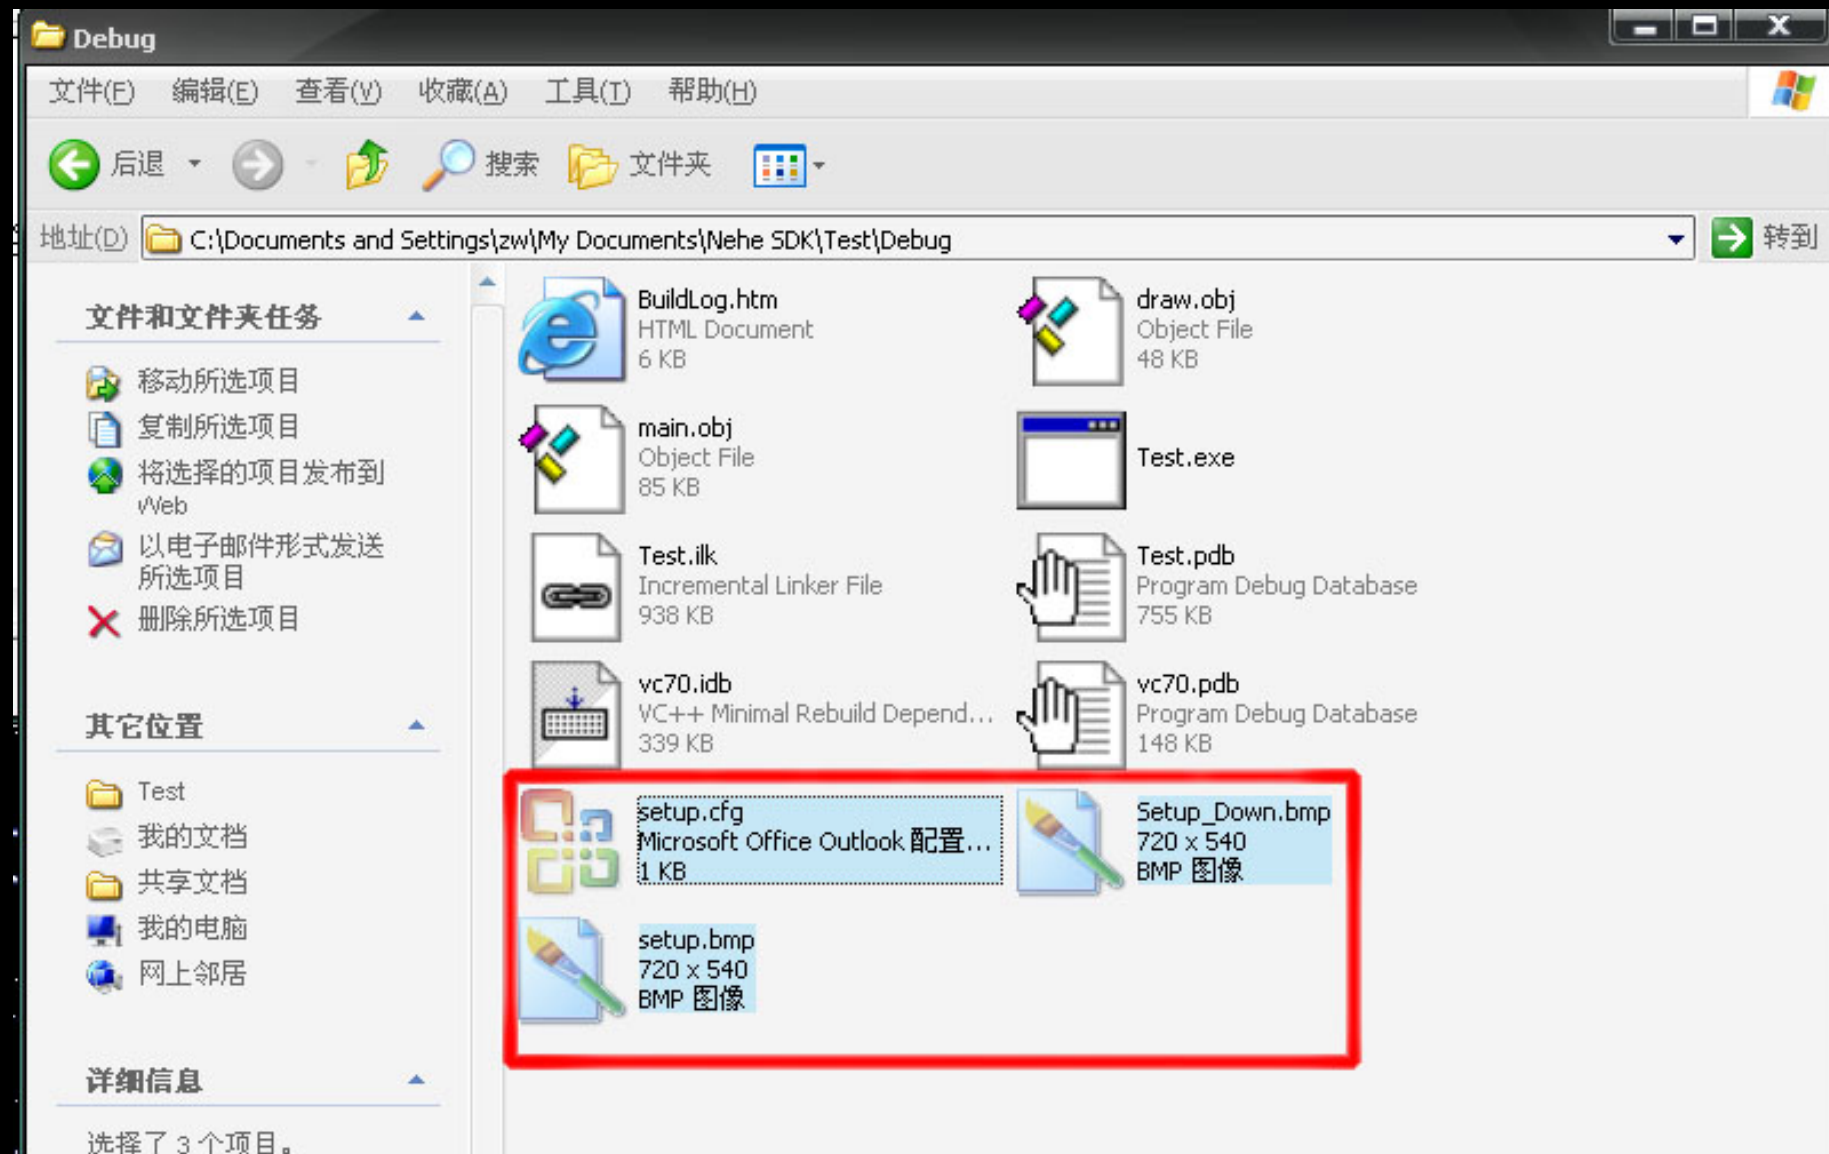 Debug
文件(F) 编辑(E) 查看(V) 收藏(A) 工具(T) 帮助(H)
后退 搜索 文件夹
地址(D) C:\Documents and Settings\zw\My Documents\Nehe SDK\Test\Debug 转到
文件和文件夹任务
移动所选项目
复制所选项目
将选择的项目发布到
Web
以电子邮件形式发送
所选项目
删除所选项目
其它位置
Test
我的文档
共享文档
我的电脑
网上邻居
详细信息
选择了 3 个项目。
BuildLog.htm
HTML Document
6 KB
draw.obj
Object File
48 KB
main.obj
Object File
85 KB
Test.exe
Test.ilk
Incremental Linker File
938 KB
Test.pdb
Program Debug Database
755 KB
vc70.idb
VC++ Minimal Rebuild Depend...
339 KB
vc70.pdb
Program Debug Database
148 KB
setup.cfg
Microsoft Office Outlook 配置...
1 KB
Setup_Down.bmp
720 x 540
BMP 图像
setup.bmp
720 x 540
BMP 图像